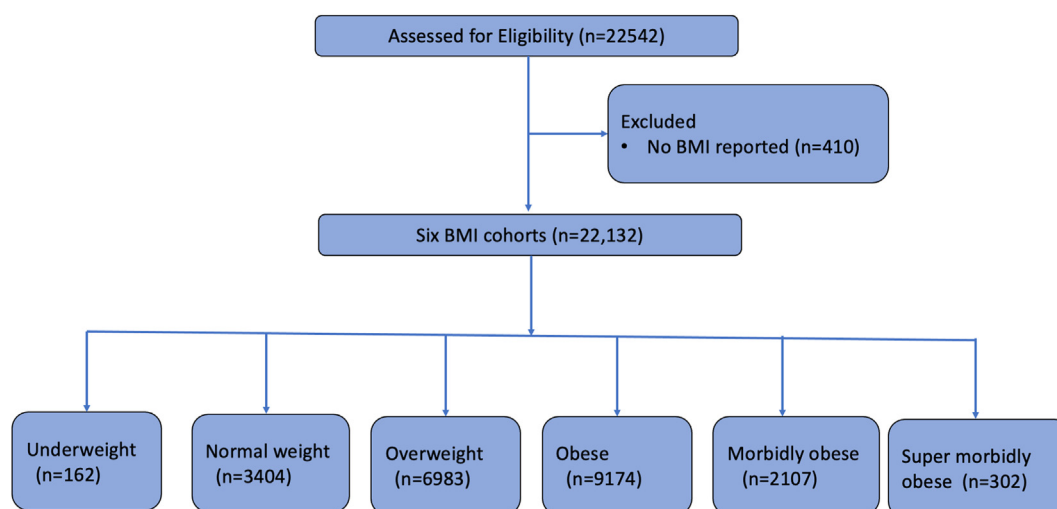 Assessed for Eligibility (n=22542)
Excluded
• No BMI reported (n=410)
Six BMI cohorts (n=22,132)
Underweight
(n=162)
Normal weight
(n=3404)
Overweight
(n=6983)
Obese
(n=9174)
Morbidly obese
(n=2107)
Super morbidly
obese (n=302)